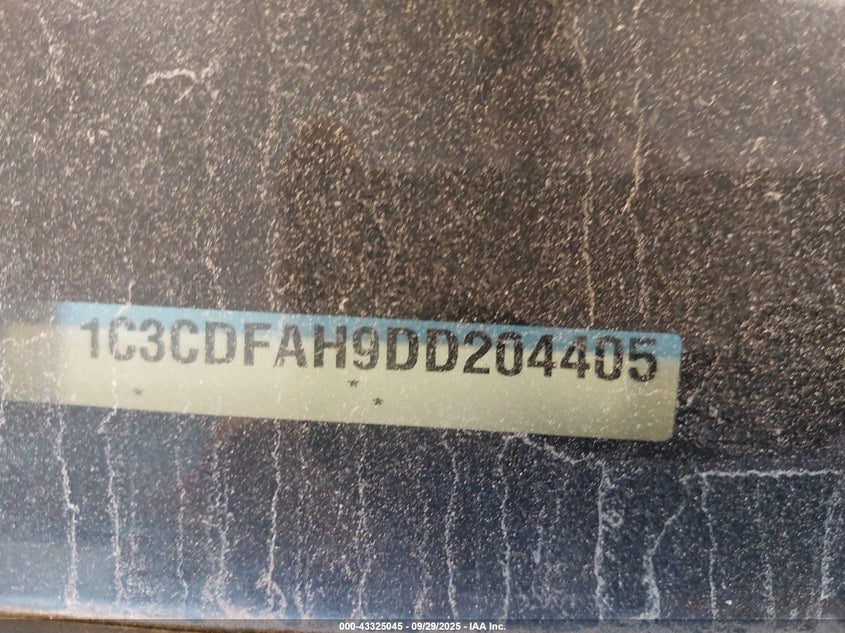 1C3CDFAH9DD204405
* * *
000-43325045 - 09/29/2025 - IAA Inc.